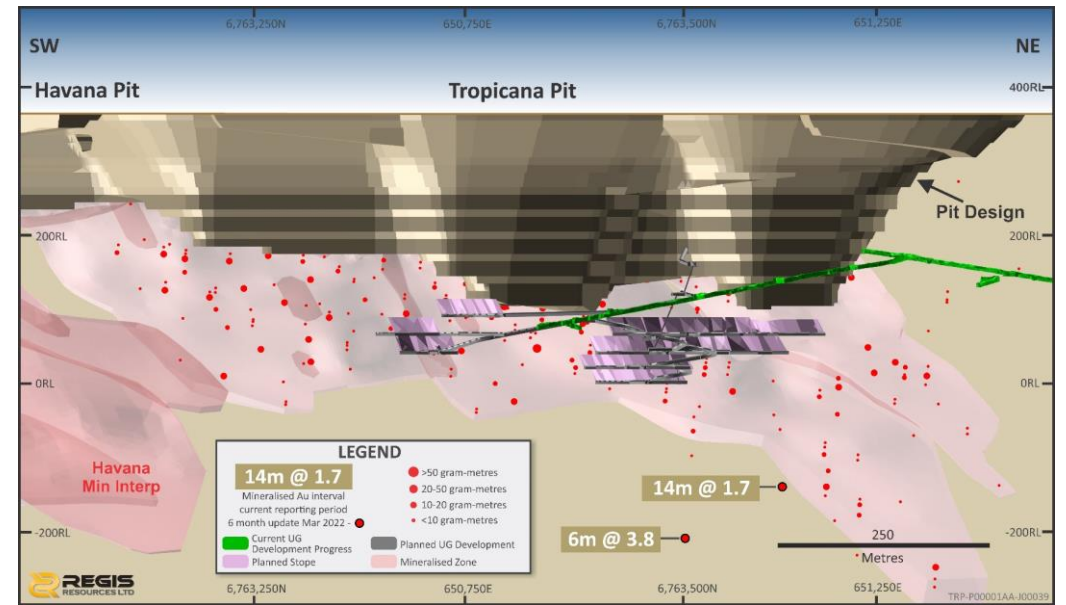 6,763,250N
650,750E
6,763,500N
651,250E
SW
NE
Havana Pit
Tropicana Pit
400RL
Pit Design
200RL
200RL
0RL
0RL
Havana
Min Interp
LEGEND
14m @ 1.7
Mineralised Au interval
current reporting period
6 month update Mar 2022 -
>50 gram-metres
20-50 gram-metres
10-20 gram-metres
<10 gram-metres
Current UG
Development Progress
Planned UG Development
Planned Stope
Mineralised Zone
14m @ 1.7
6m @ 3.8
-200RL
-200RL
250
Metres
REGIS
RESOURCES LTD
6,763,250N
650,750E
6,763,500N
651,250E
TRP-P00001AA-J00039